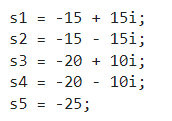 s1 = -15 + 15i;
s2 = -15 - 15i;
s3 = -20 + 10i;
s4 = -20 - 10i;
s5 = -25;